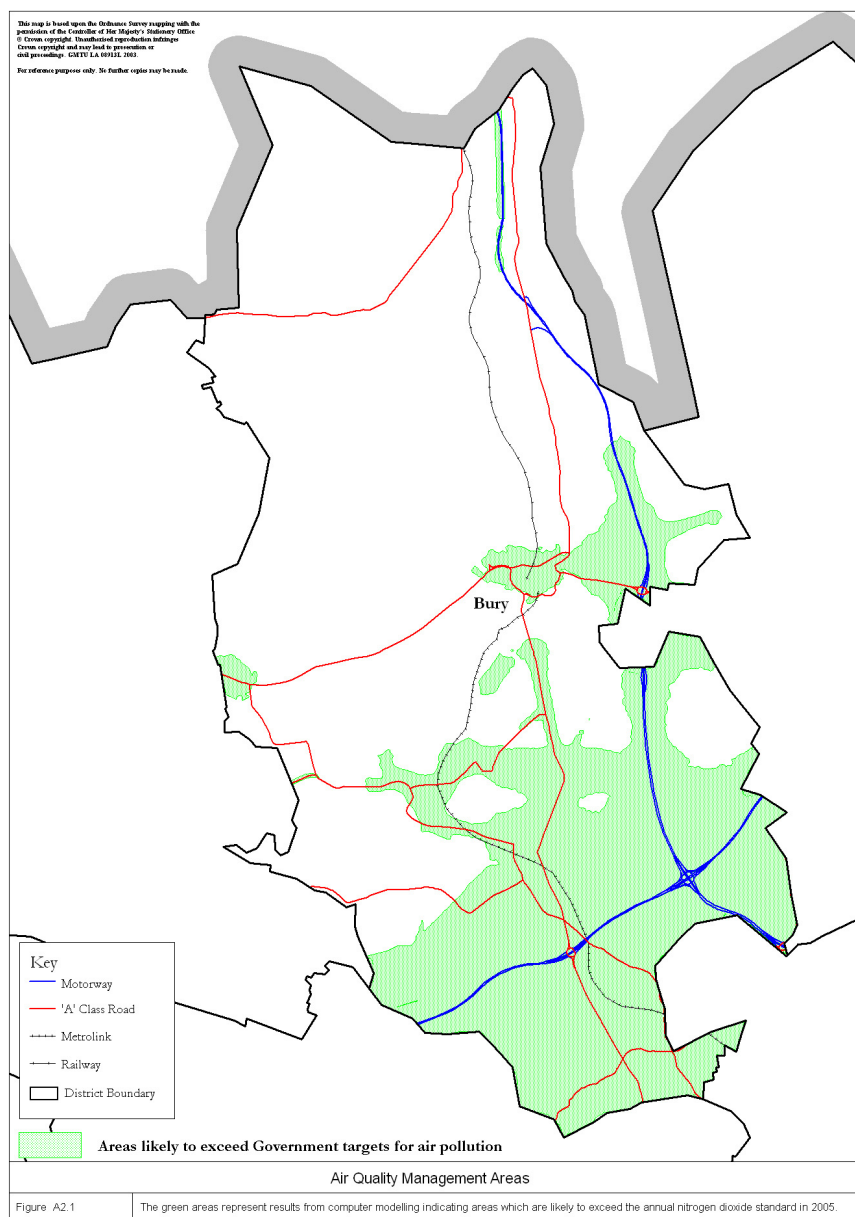 This map is based upon the Ordnance Survey mapping with the
permission of the Controller of Her Majesty's Stationery Office
© Crown copyright. Unauthorised reproduction infringes
Crown copyright and may lead to prosecution or
civil proceedings. GMTU LA 08913L 2003.
For reference purposes only. No further copies may be made.
Bury
Key
Motorway
'A' Class Road
Metrolink
Railway
District Boundary
Areas likely to exceed Government targets for air pollution
Air Quality Management Areas
Figure A2.1
The green areas represent results from computer modelling indicating areas which are likely to exceed the annual nitrogen dioxide standard in 2005.